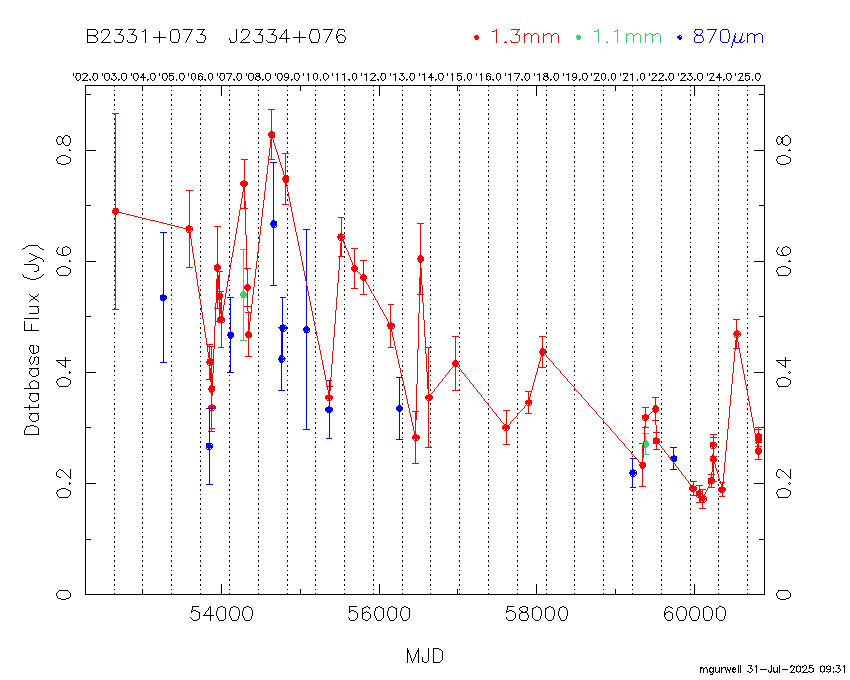 B2331+073 J2334+076 1.3mm 1.1mm 870μm
'02.0 '03.0 '04.0 '05.0 '06.0 '07.0 '08.0 '09.0 '10.0 '11.0 '12.0 '13.0 '14.0 '15.0 '16.0 '17.0 '18.0 '19.0 '20.0 '21.0 '22.0 '23.0 '24.0 '25.0
0.8 0.8
0.6 0.6
Database Flux (Jy)
0.4 0.4
0.2 0.2
0 0
54000 56000 58000 60000
MJD
mgurwell 31-Jul-2025 09:31